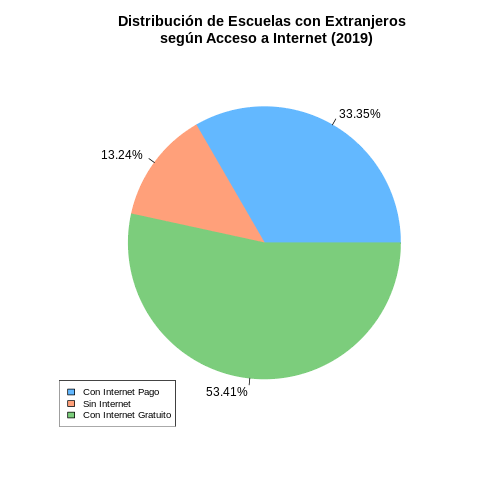 Distribución de Escuelas con Extranjeros
según Acceso a Internet (2019)
33.35%
13.24%
53.41%
Con Internet Pago
Sin Internet
Con Internet Gratuito